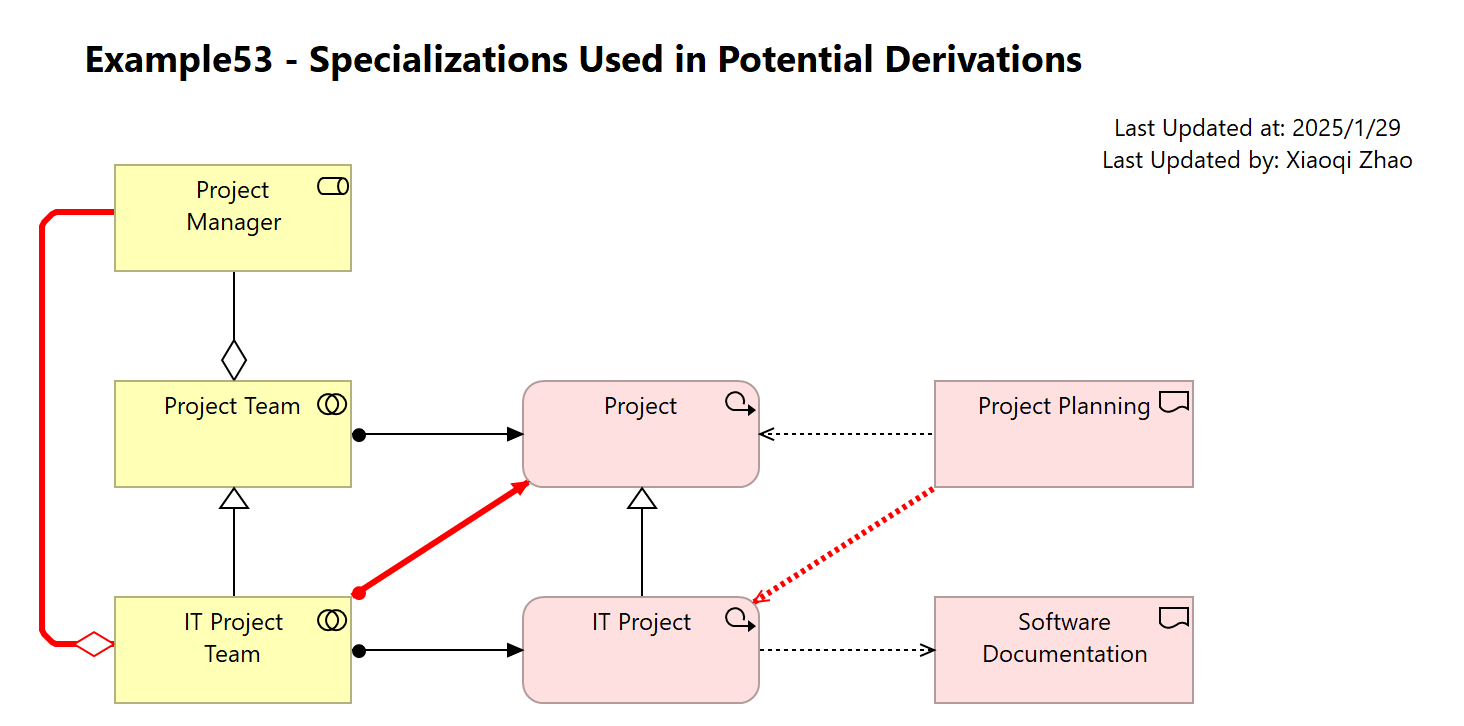 Example53 - Specializations Used in Potential Derivations
Last Updated at: 2025/1/29
Last Updated by: Xiaoqi Zhao
Project
Manager
Project Team
Project
Project Planning
IT Project
Team
IT Project
Software
Documentation